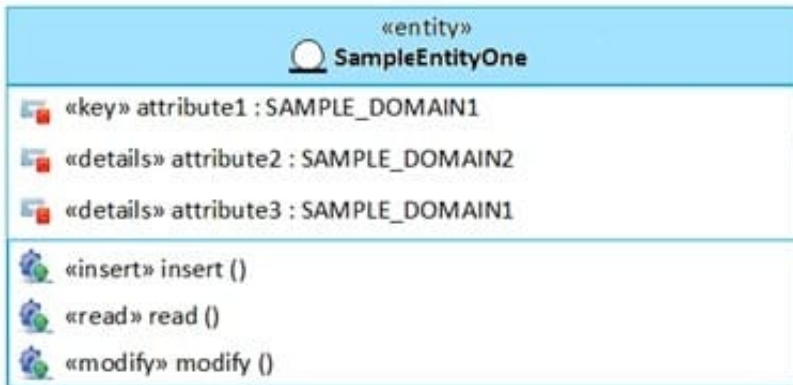 «entity»
SampleEntityOne
«key» attribute1 : SAMPLE_DOMAIN1
«details» attribute2 : SAMPLE_DOMAIN2
«details» attribute3 : SAMPLE_DOMAIN1
«insert» insert ()
«read» read ()
«modify» modify ()